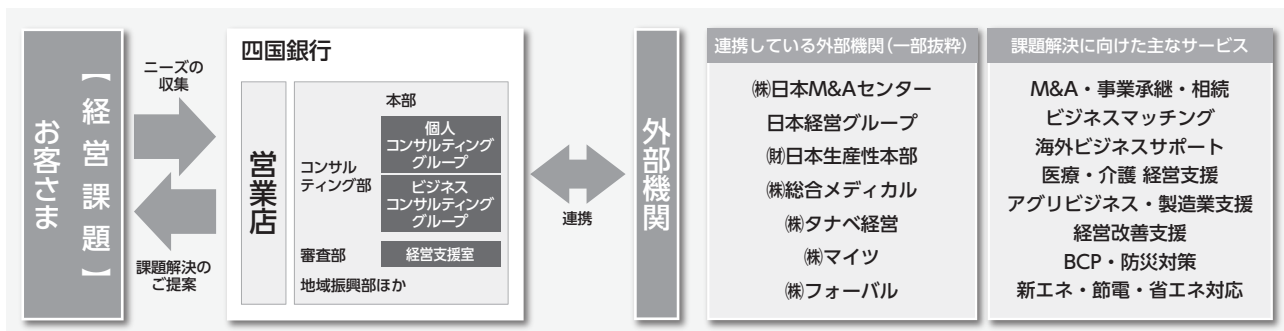 お客さま
【経営課題】
ニーズの
収集
課題解決の
ご提案
四国銀行
営業店
本部
コンサル
ティング部
個人
コンサルティング
グループ
ビジネス
コンサルティング
グループ
審査部
経営支援室
地域振興部ほか
連携
外部機関
連携している外部機関(一部抜粋)
㈱日本M&Aセンター
日本経営グループ
㈶日本生産性本部
㈱総合メディカル
㈱タナベ経営
㈱マイツ
㈱フォーバル
課題解決に向けた主なサービス
M&A・事業承継・相続
ビジネスマッチング
海外ビジネスサポート
医療・介護 経営支援
アグリビジネス・製造業支援
経営改善支援
BCP・防災対策
新エネ・節電・省エネ対応